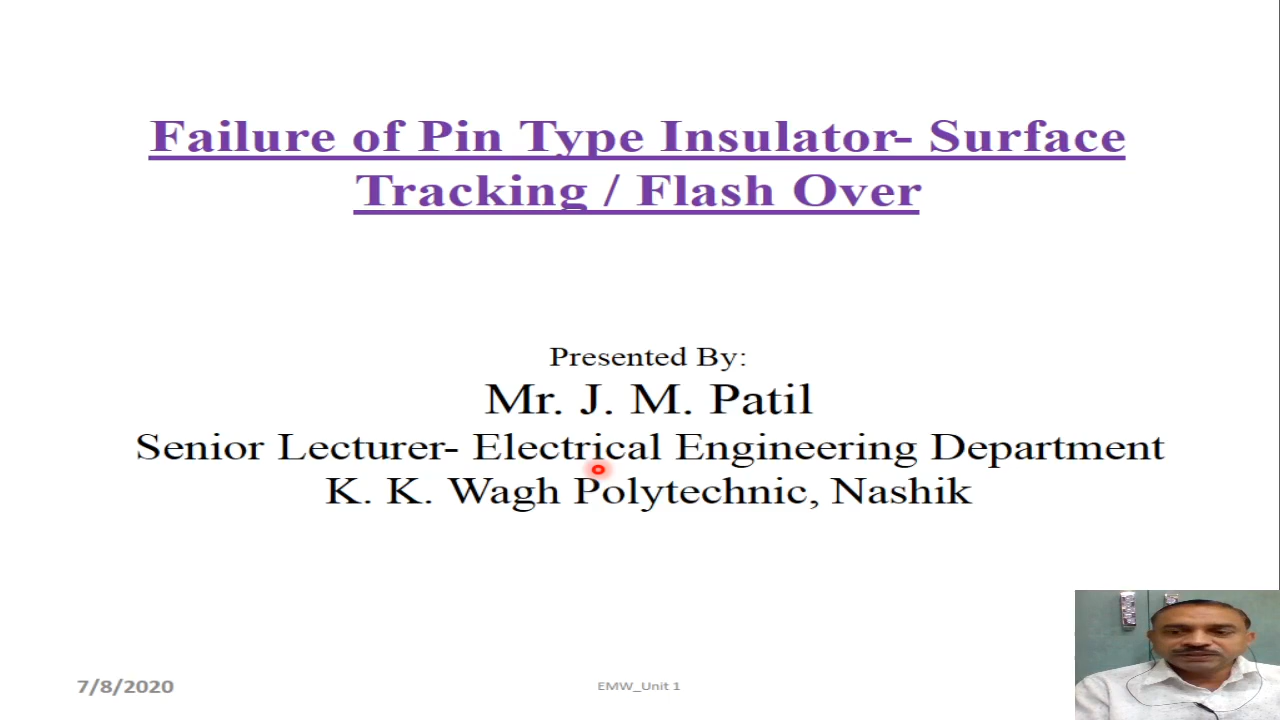 Failure of Pin Type Insulator- Surface
Tracking / Flash Over
Presented By:
Mr. J. M. Patil
Senior Lecturer- Electrical Engineering Department
K. K. Wagh Polytechnic, Nashik
7/8/2020
EMW_Unit 1